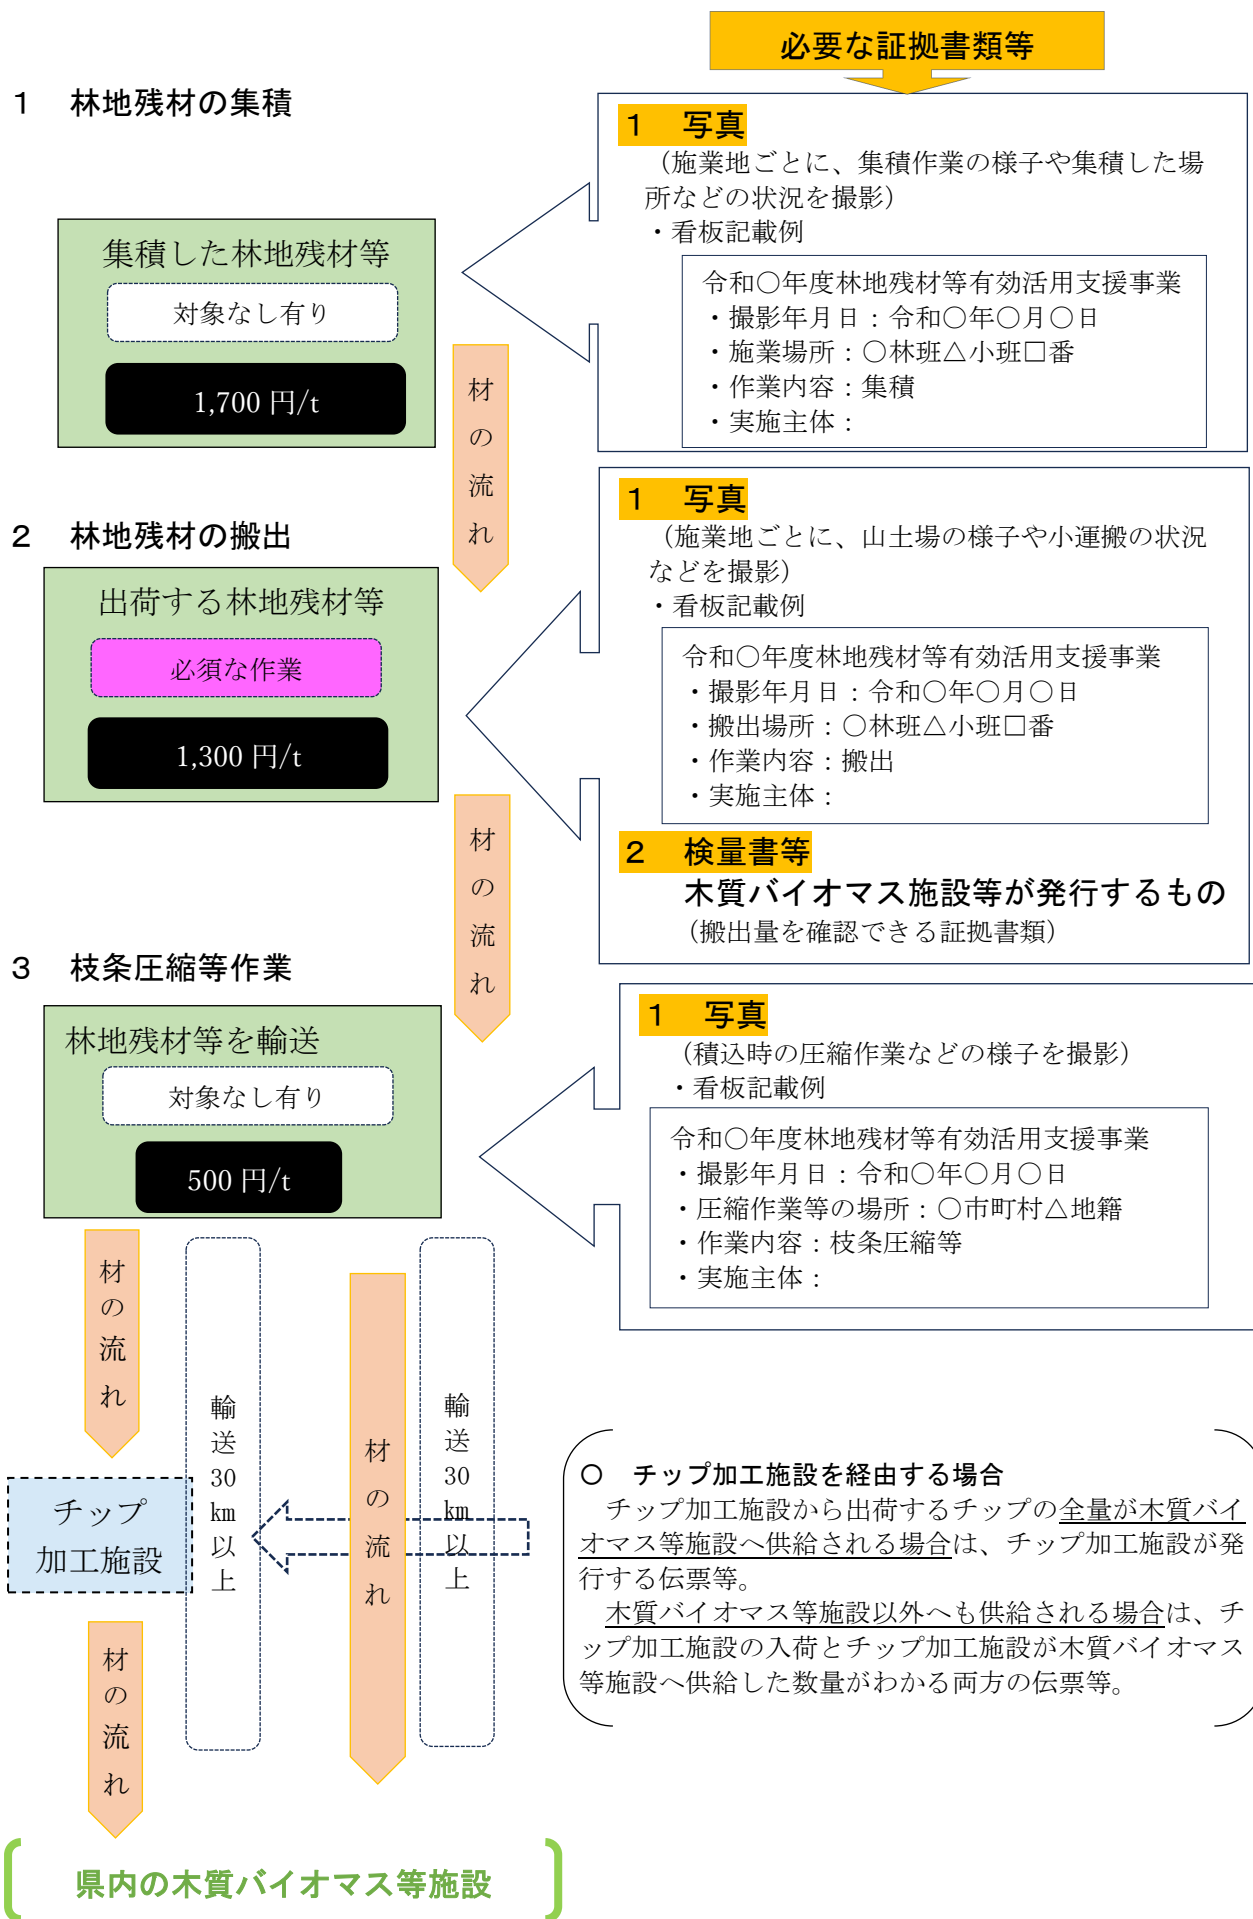 必要な証拠書類等
１　林地残材の集積
１　写真
（施業地ごとに、集積作業の様子や集積した場
所などの状況を撮影）
・看板記載例
令和〇年度林地残材等有効活用支援事業
・撮影年月日：令和〇年〇月〇日
・施業場所：〇林班△小班□番
・作業内容：集積
・実施主体：
集積した林地残材等
対象なし有り
1,700 円/t
材の流れ
２　林地残材の搬出
１　写真
（施業地ごとに、山土場の様子や小運搬の状況
などを撮影）
・看板記載例
令和〇年度林地残材等有効活用支援事業
・撮影年月日：令和〇年〇月〇日
・搬出場所：〇林班△小班□番
・作業内容：搬出
・実施主体：
２　検量書等
木質バイオマス施設等が発行するもの
（搬出量を確認できる証拠書類）
出荷する林地残材等
必須な作業
1,300 円/t
材の流れ
３　枝条圧縮等作業
１　写真
（積込時の圧縮作業などの様子を撮影）
・看板記載例
令和〇年度林地残材等有効活用支援事業
・撮影年月日：令和〇年〇月〇日
・圧縮作業等の場所：〇市町村△地籍
・作業内容：枝条圧縮等
・実施主体：
林地残材等を輸送
対象なし有り
500 円/t
材の流れ
輸送30㎞以上
材の流れ
輸送30㎞以上
チップ
加工施設
材の流れ
〇　チップ加工施設を経由する場合
チップ加工施設から出荷するチップの全量が木質バイ
オマス等施設へ供給される場合は、チップ加工施設が発
行する伝票等。
木質バイオマス等施設以外へも供給される場合は、チ
ップ加工施設の入荷とチップ加工施設が木質バイオマス
等施設へ供給した数量がわかる両方の伝票等。
県内の木質バイオマス等施設